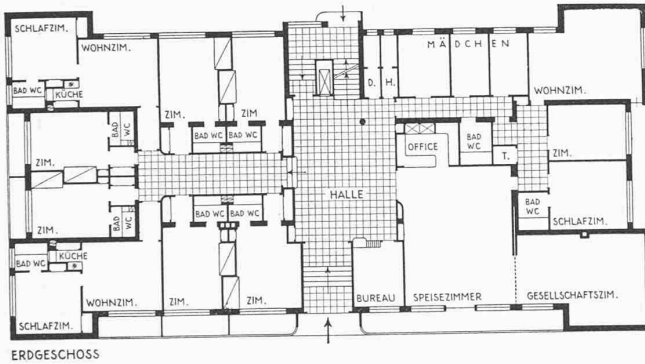 SCHLAFZIM.
WOHNZIM.
BAD WC
KÜCHE
ZIM.
ZIM.
BAD WC
BAD WC
D.
H.
MÄDCHEN
WOHNZIM.
BAD
WC
ZIM.
OFFICE
BAD
WC
T.
ZIM.
HALLE
ZIM.
BAD
WC
BAD WC
BAD WC
BAD
WC
SCHLAFZIM.
BAD WC
KÜCHE
WOHNZIM.
SCHLAFZIM.
ZIM.
ZIM.
BUREAU
SPEISEZIMMER
GESELLSCHAFTSZIM.
ERDGESCHOSS